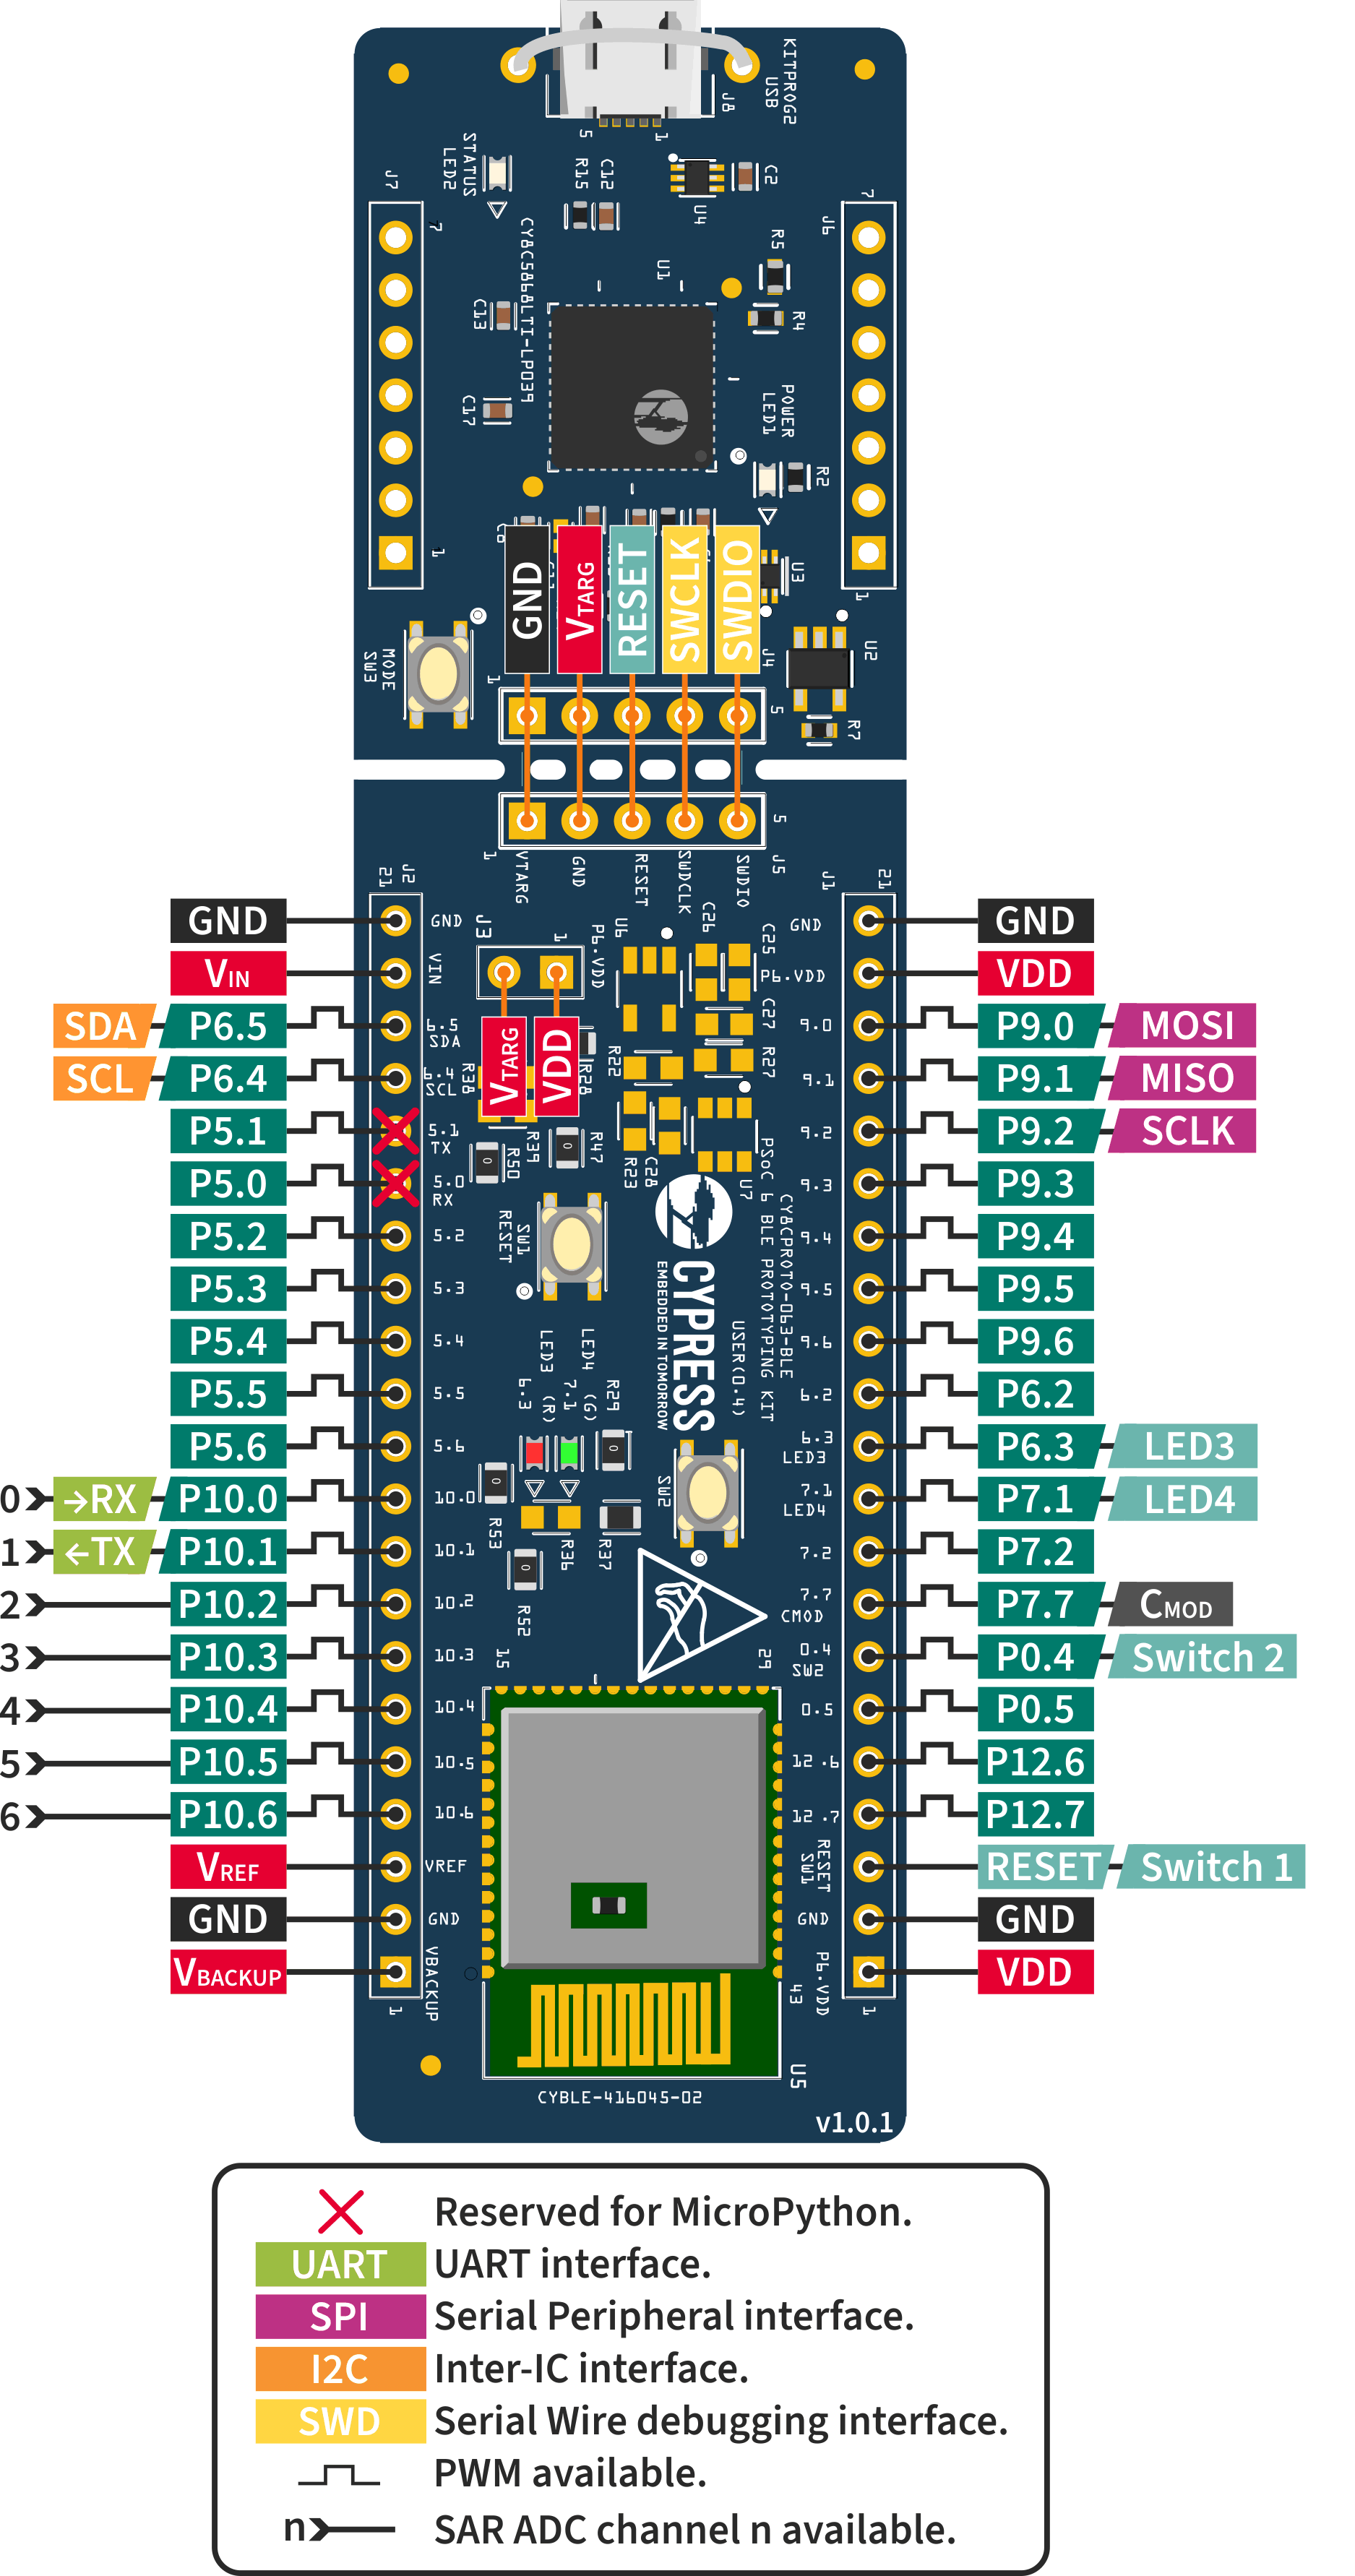 KITPROG2
USB
J8
5
1
STATUS
LED2
R15
C12
C2
U4
J7
7
J6
7
R5
U1
CY8C5868LTI-LP039
C13
R4
C17
POWER
LED1
R2
1
1
U3
GND
VTARG
RESET
SWCLK
SWDIO
MODE
SW3
J4
U2
R7
1
5
1
5
J5
VTARG
GND
RESET
SWDCLK
SWDIO
21
J2
J1
21
GND
GND
J3
1
P6.VDD
U6
C26
C25
GND
GND
VIN
VIN
P6.VDD
VDD
SDA
P6.5
6.5
SDA
C27
9.0
P9.0
MOSI
SCL
P6.4
6.4
SCL
R38
VTARG
VDD
R28
R22
R27
9.1
P9.1
MISO
P5.1
5.1
TX
9.2
P9.2
SCLK
P5.0
5.0
RX
R50
R39
R47
R23
C28
U7
9.3
P9.3
P5.2
5.2
RESET
SW1
9.4
P9.4
P5.3
5.3
9.5
P9.5
CYPRESS
EMBEDDED IN TOMORROW
PSoC 6 BLE PROTOTYPING KIT
CY8CPROTO-063-BLE
USER(0.4)
P5.4
5.4
LED3
LED4
9.6
P9.6
P5.5
5.5
6.3
(R)
7.1
(G)
R29
6.2
P6.2
P5.6
5.6
6.3
LED3
P6.3
LED3
0
→RX
P10.0
10.0
SW2
7.1
LED4
P7.1
LED4
1
←TX
P10.1
10.1
R53
R36
R37
7.2
P7.2
2
P10.2
10.2
R52
7.7
CMOD
P7.7
CMOD
3
P10.3
10.3
15
29
0.4
SW2
P0.4
Switch 2
4
P10.4
10.4
0.5
P0.5
5
P10.5
10.5
12.6
P12.6
6
P10.6
10.6
12.7
P12.7
VREF
VREF
RESET
SW1
RESET
Switch 1
GND
GND
GND
GND
VBACKUP
VBACKUP
1
43
P6.VDD
1
VDD
U5
CYBLE-416045-02
v1.0.1
Reserved for MicroPython.
UART
UART interface.
SPI
Serial Peripheral interface.
I2C
Inter-IC interface.
SWD
Serial Wire debugging interface.
PWM available.
n
SAR ADC channel n available.